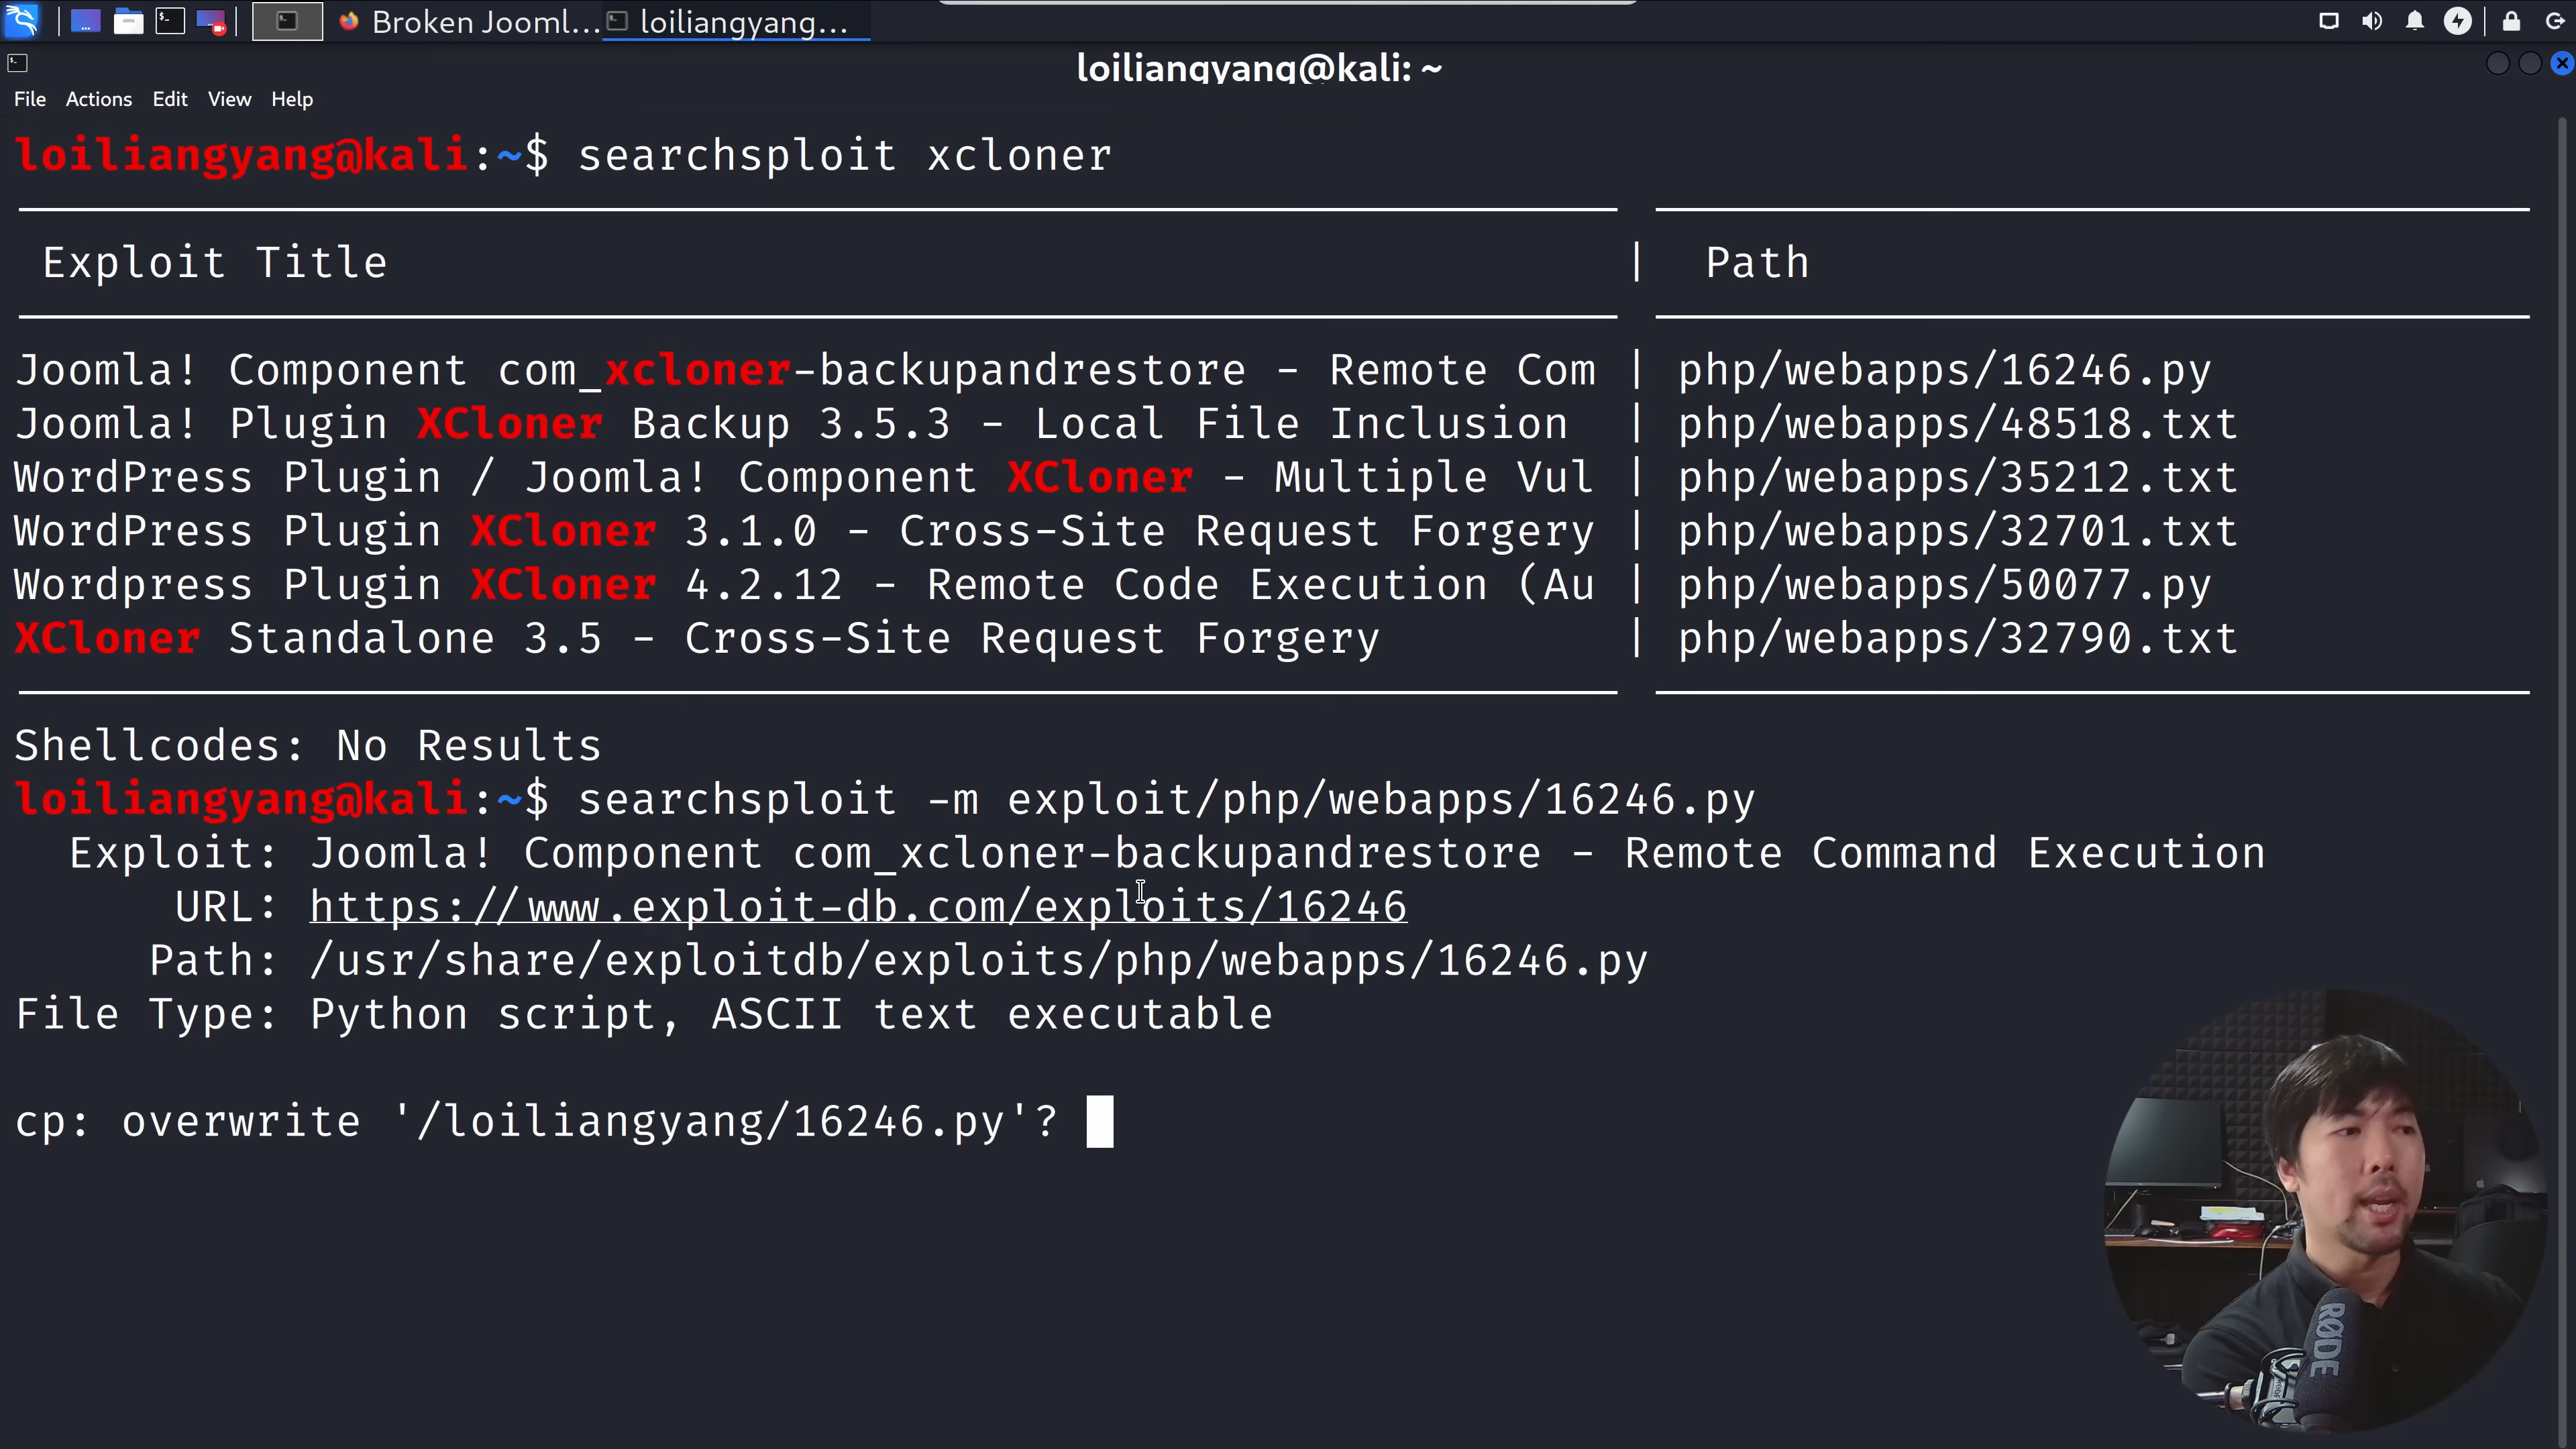 Broken Jooml... loiliangyang...
loiliangyang@kali: ~
File Actions Edit View Help
loiliangyang@kali:~$ searchsploit xcloner
Exploit Title | Path
Joomla! Component com_xcloner-backupandrestore - Remote Com | php/webapps/16246.py
Joomla! Plugin XCloner Backup 3.5.3 - Local File Inclusion | php/webapps/48518.txt
WordPress Plugin / Joomla! Component XCloner - Multiple Vul | php/webapps/35212.txt
WordPress Plugin XCloner 3.1.0 - Cross-Site Request Forgery | php/webapps/32701.txt
Wordpress Plugin XCloner 4.2.12 - Remote Code Execution (Au | php/webapps/50077.py
XCloner Standalone 3.5 - Cross-Site Request Forgery | php/webapps/32790.txt
Shellcodes: No Results
loiliangyang@kali:~$ searchsploit -m exploit/php/webapps/16246.py
Exploit: Joomla! Component com_xcloner-backupandrestore - Remote Command Execution
URL: https://www.exploit-db.com/exploits/16246
Path: /usr/share/exploitdb/exploits/php/webapps/16246.py
File Type: Python script, ASCII text executable
cp: overwrite '/loiliangyang/16246.py'?
RØDE